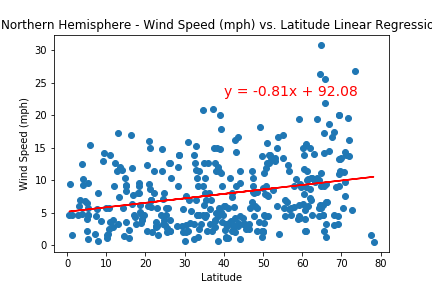 Northern Hemisphere - Wind Speed (mph) vs. Latitude Linear Regressio
y = -0.81x + 92.08
Wind Speed (mph)
30
25
20
15
10
5
0
0 10 20 30 40 50 60 70 80
Latitude